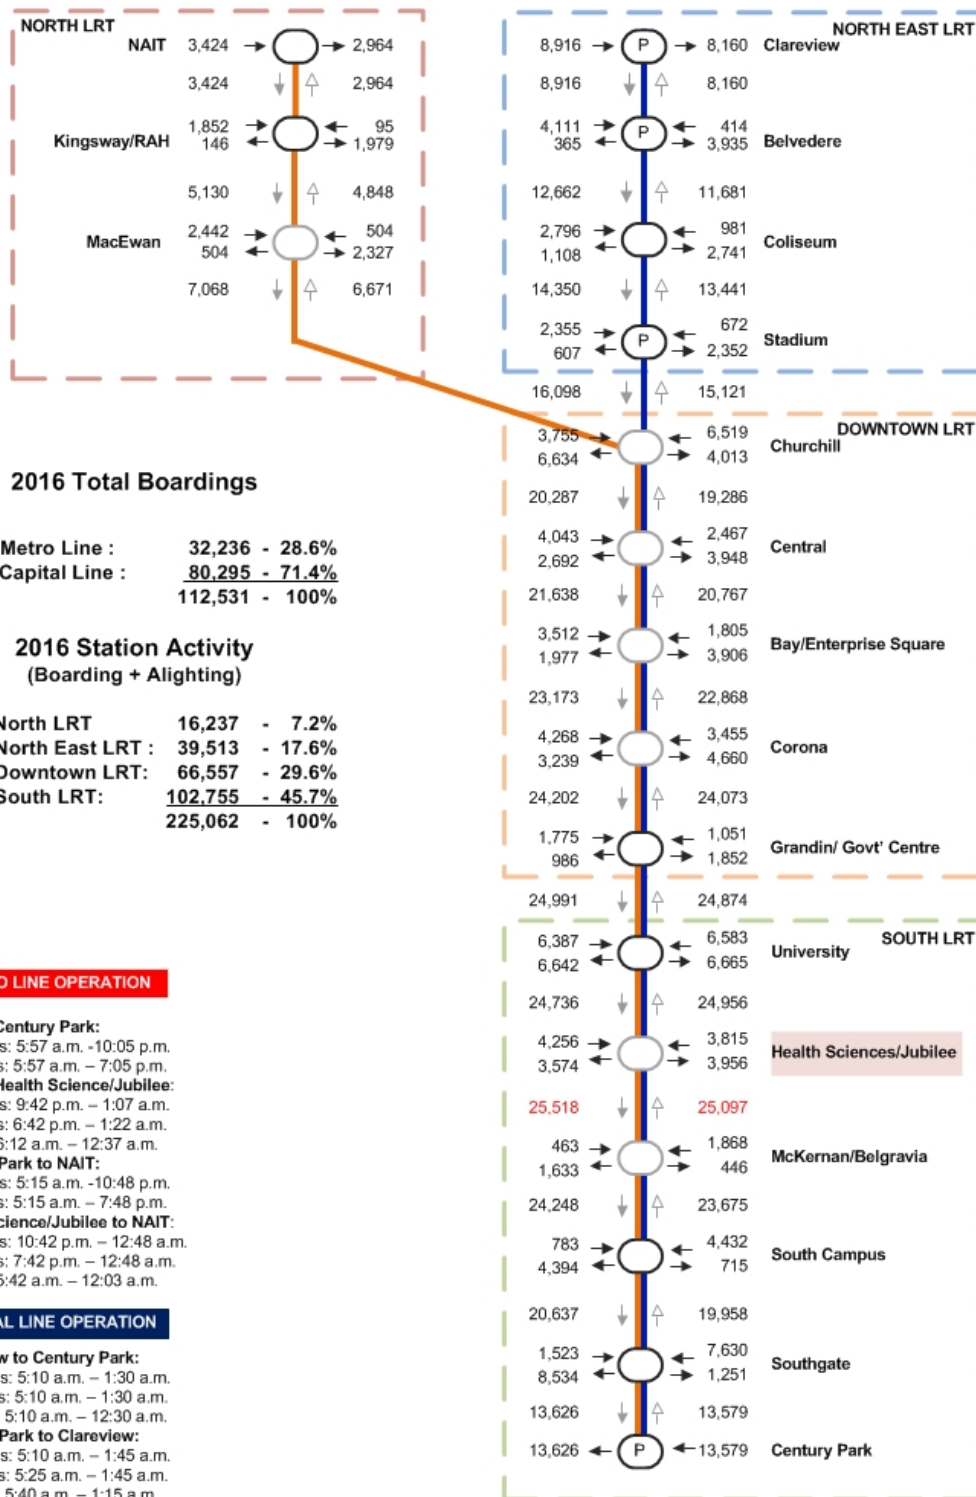 NORTH LRT
NAIT 3,424 2,964
3,424 2,964
Kingsway/RAH 1,852 95
146 1,979
5,130 4,848
MacEwan 2,442 504
504 2,327
7,068 6,671
NORTH EAST LRT
8,916 P 8,160 Clareview
8,916 8,160
4,111 P 414 Belvedere
365 3,935
12,662 11,681
2,796 981 Coliseum
1,108 2,741
14,350 13,441
2,355 P 672 Stadium
607 2,352
16,098 15,121
DOWNTOWN LRT
3,755 6,519 Churchill
6,634 4,013
20,287 19,286
4,043 2,467 Central
2,692 3,948
21,638 20,767
3,512 1,805 Bay/Enterprise Square
1,977 3,906
23,173 22,868
4,268 3,455 Corona
3,239 4,660
24,202 24,073
1,775 1,051 Grandin/ Govt' Centre
986 1,852
24,991 24,874
SOUTH LRT
6,387 6,583 University
6,642 6,665
24,736 24,956
4,256 3,815 Health Sciences/Jubilee
3,574 3,956
25,518 25,097
463 1,868 McKernan/Belgravia
1,633 446
24,248 23,675
783 4,432 South Campus
4,394 715
20,637 19,958
1,523 7,630 Southgate
8,534 1,251
13,626 13,579
13,626 P 13,579 Century Park
2016 Total Boardings
Metro Line : 32,236 - 28.6%
Capital Line : 80,295 - 71.4%
112,531 - 100%
2016 Station Activity
(Boarding + Alighting)
North LRT 16,237 - 7.2%
North East LRT : 39,513 - 17.6%
Downtown LRT: 66,557 - 29.6%
South LRT: 102,755 - 45.7%
225,062 - 100%
O LINE OPERATION
Century Park:
s: 5:57 a.m. -10:05 p.m.
s: 5:57 a.m. – 7:05 p.m.
Health Science/Jubilee:
s: 9:42 p.m. – 1:07 a.m.
s: 6:42 p.m. – 1:22 a.m.
6:12 a.m. – 12:37 a.m.
Park to NAIT:
s: 5:15 a.m. -10:48 p.m.
s: 5:15 a.m. – 7:48 p.m.
cience/Jubilee to NAIT:
s: 10:42 p.m. – 12:48 a.m.
s: 7:42 p.m. – 12:48 a.m.
6:42 a.m. – 12:03 a.m.
AL LINE OPERATION
w to Century Park:
s: 5:10 a.m. – 1:30 a.m.
s: 5:10 a.m. – 1:30 a.m.
5:10 a.m. – 12:30 a.m.
Park to Clareview:
s: 5:10 a.m. – 1:45 a.m.
s: 5:25 a.m. – 1:45 a.m.
5:40 a.m. – 1:15 a.m.